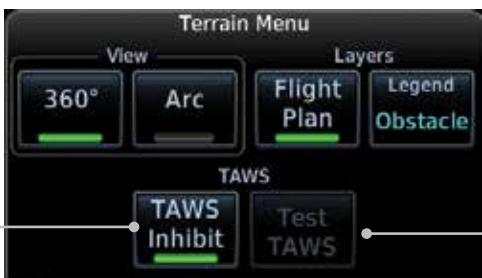 Terrain Menu
View
Layers
360°
Arc
Flight
Plan
Legend
Obstacle
TAWS
TAWS
Inhibit
Test
TAWS